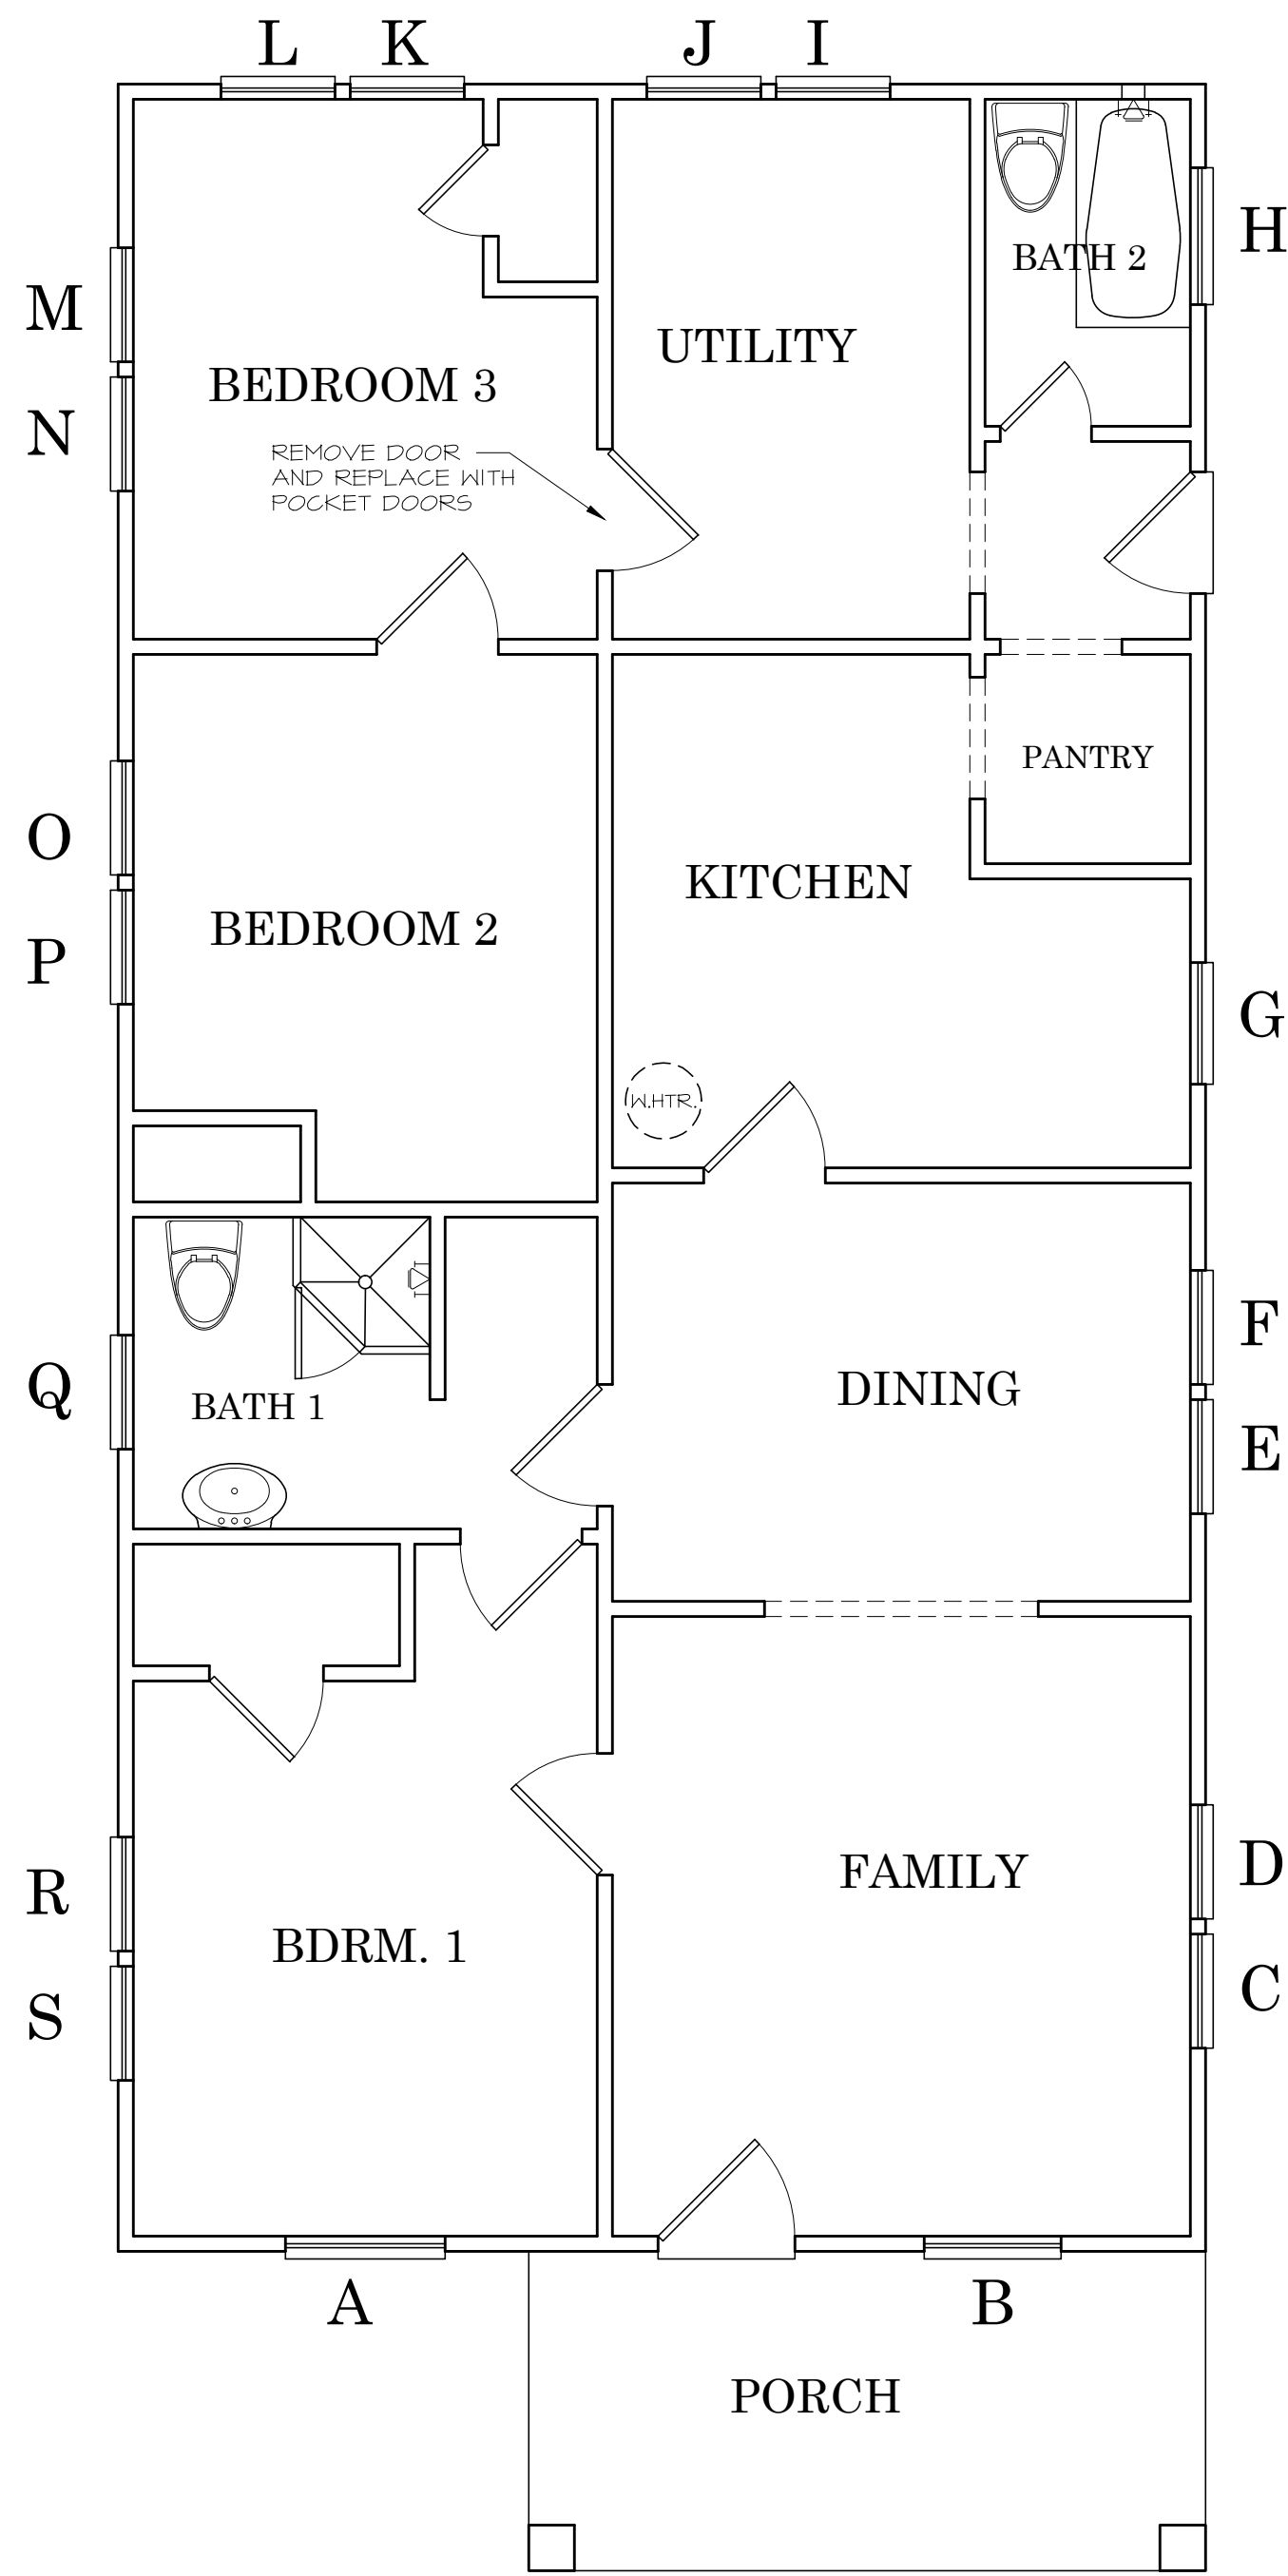 L K J I
H
BATH 2
M
UTILITY
BEDROOM 3
N
REMOVE DOOR
AND REPLACE WITH
POCKET DOORS
PANTRY
O
KITCHEN
BEDROOM 2
P
G
W.HTR.
F
Q
DINING
BATH 1
E
D
FAMILY
R
BDRM. 1
C
S
A B
PORCH